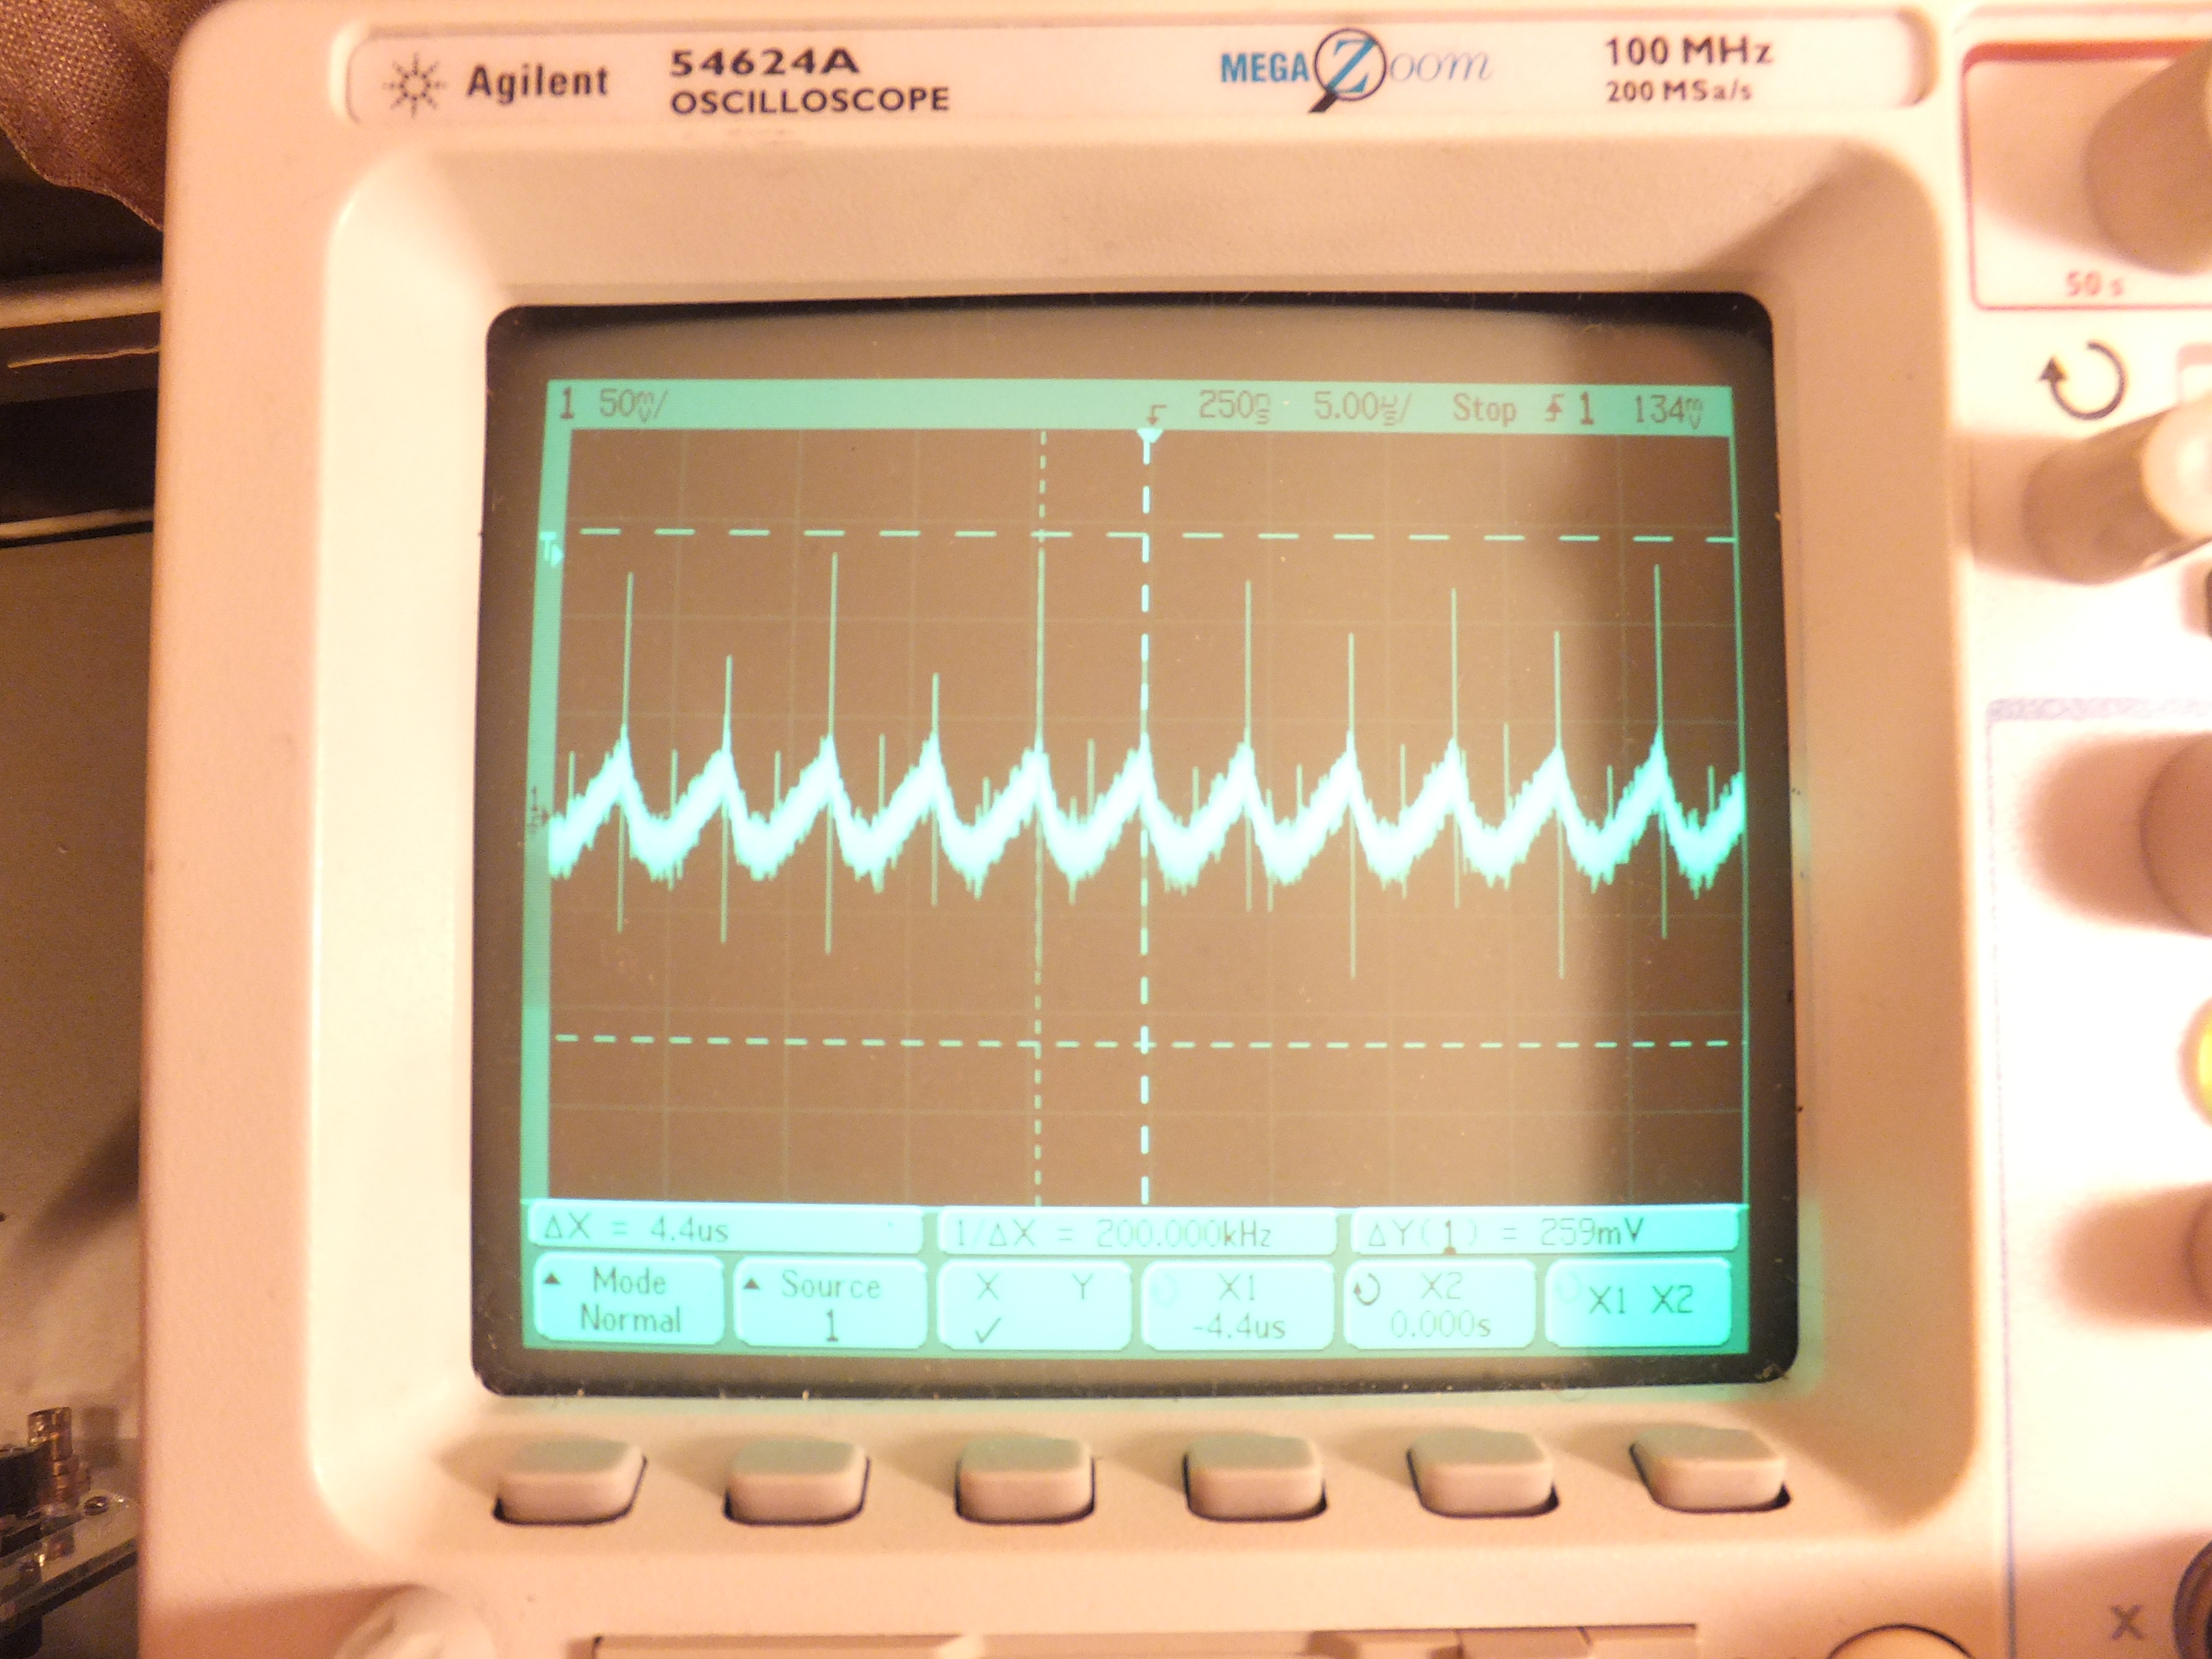 Agilent 54624A OSCILLOSCOPE MEGA Zoom 100 MHz 200 MSa/s
50 s
1 50mV/ 250ns 5.00us/ Stop 1 134mV
T
1
ΔX = 4.4us 1/ΔX = 200.000kHz ΔY(1) = 259mV
Mode Source X Y X1 X2 X1 X2
Normal 1 ✓ -4.4us 0.000s
X